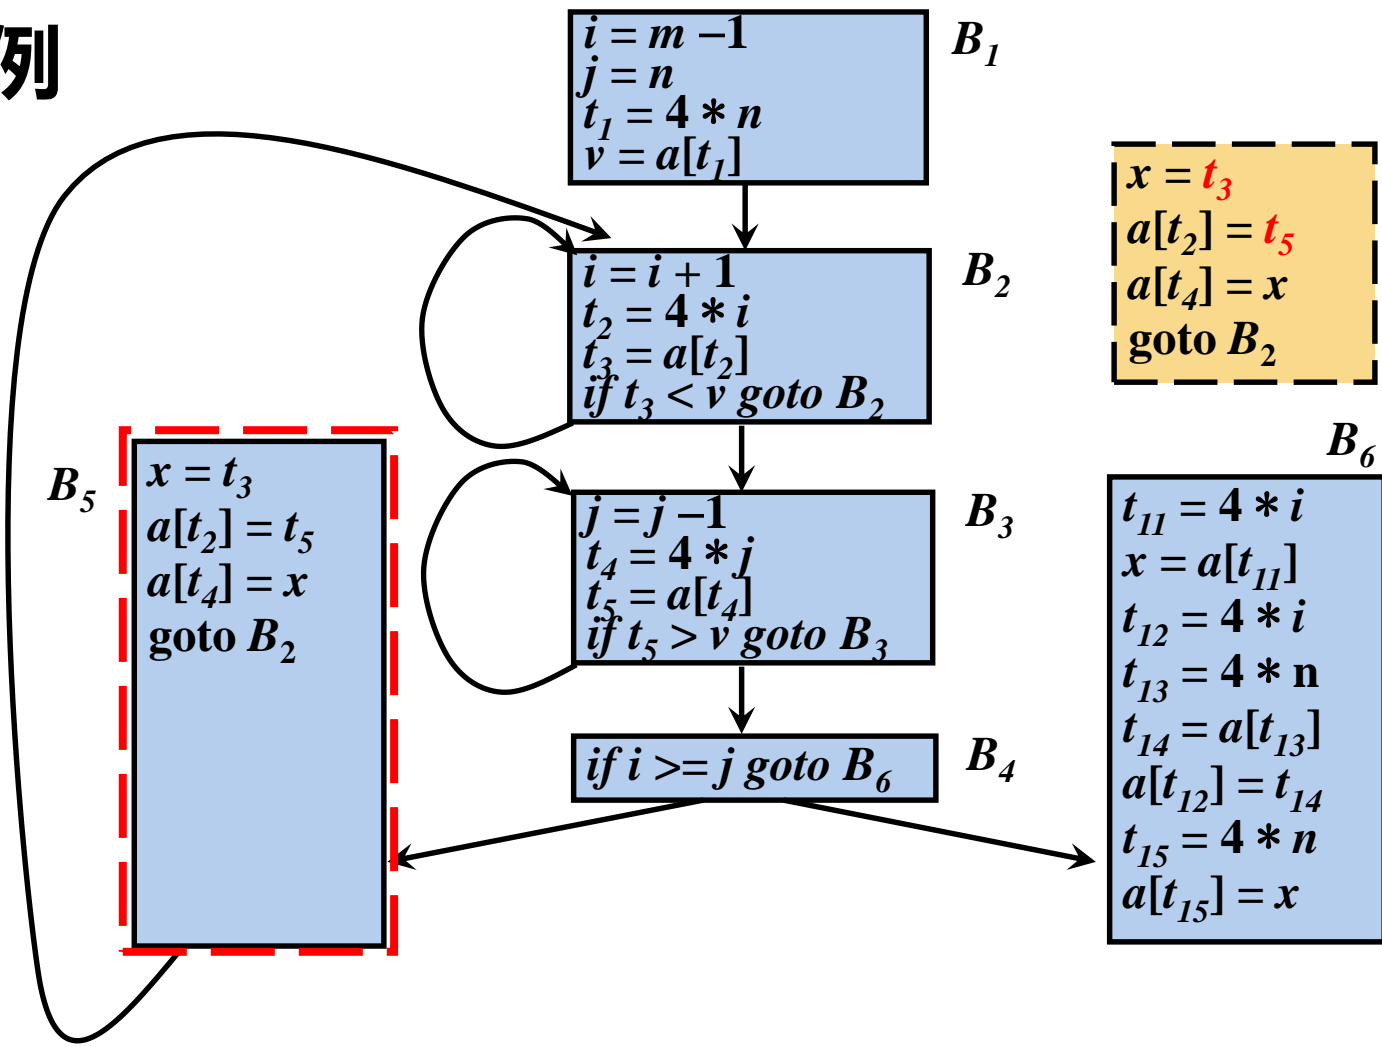 例
i = m −1
j = n
t1 = 4 * n
v = a[t1]
B1
i = i + 1
t2 = 4 * i
t3 = a[t2]
if t3 < v goto B2
B2
x = t3
a[t2] = t5
a[t4] = x
goto B2
B5
x = t3
a[t2] = t5
a[t4] = x
goto B2
j = j −1
t4 = 4 * j
t5 = a[t4]
if t5 > v goto B3
B3
if i >= j goto B6
B4
B6
t11 = 4 * i
x = a[t11]
t12 = 4 * i
t13 = 4 * n
t14 = a[t13]
a[t12] = t14
t15 = 4 * n
a[t15] = x